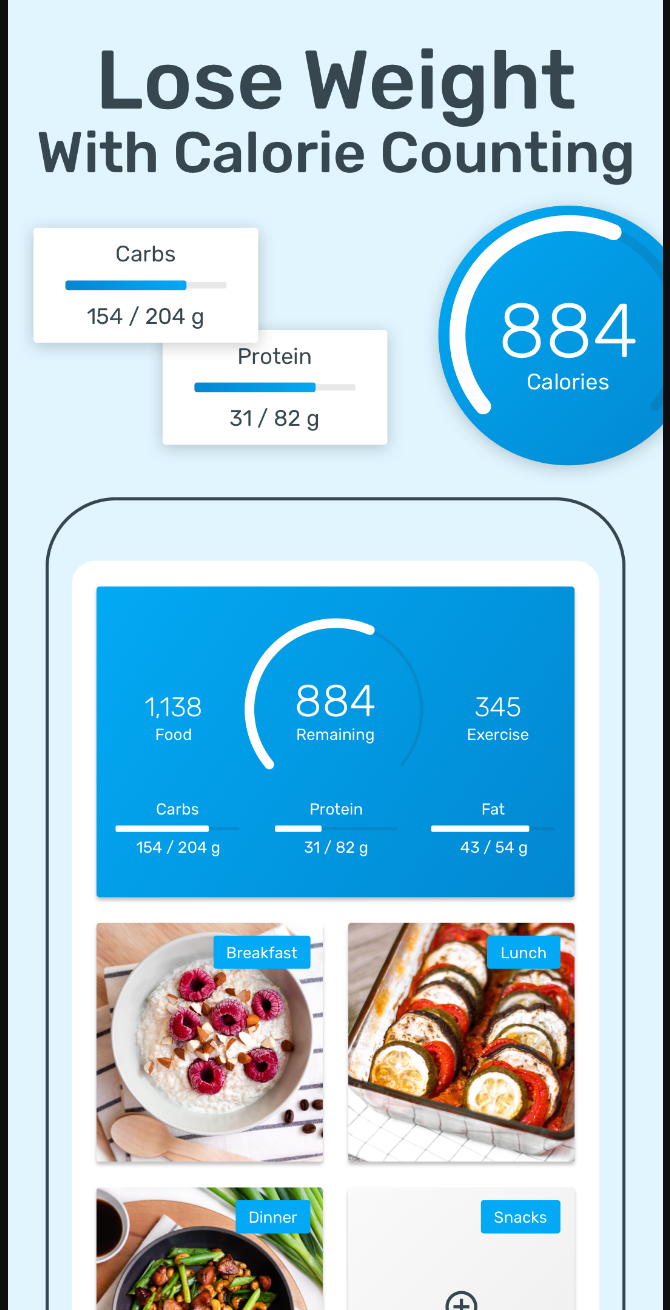 Lose Weight
With Calorie Counting
Carbs
154 / 204 g
Protein
31 / 82 g
884
Calories
1,138
Food
884
Remaining
345
Exercise
Carbs
154 / 204 g
Protein
31 / 82 g
Fat
43 / 54 g
Breakfast
Lunch
Dinner
Snacks